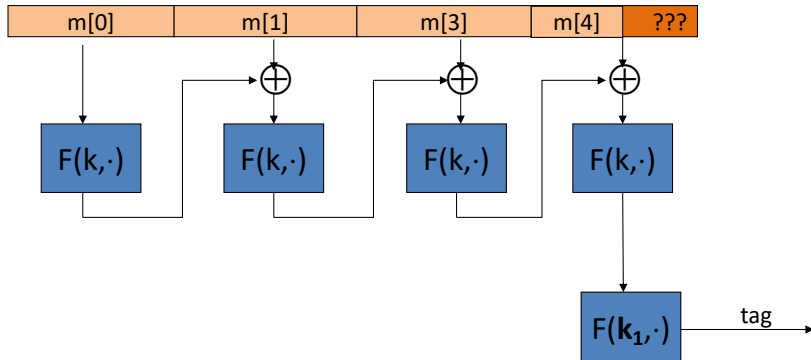 m[0] m[1] m[3] m[4] ???
F(k,·) F(k,·) F(k,·) F(k,·)
F(k₁,·) tag